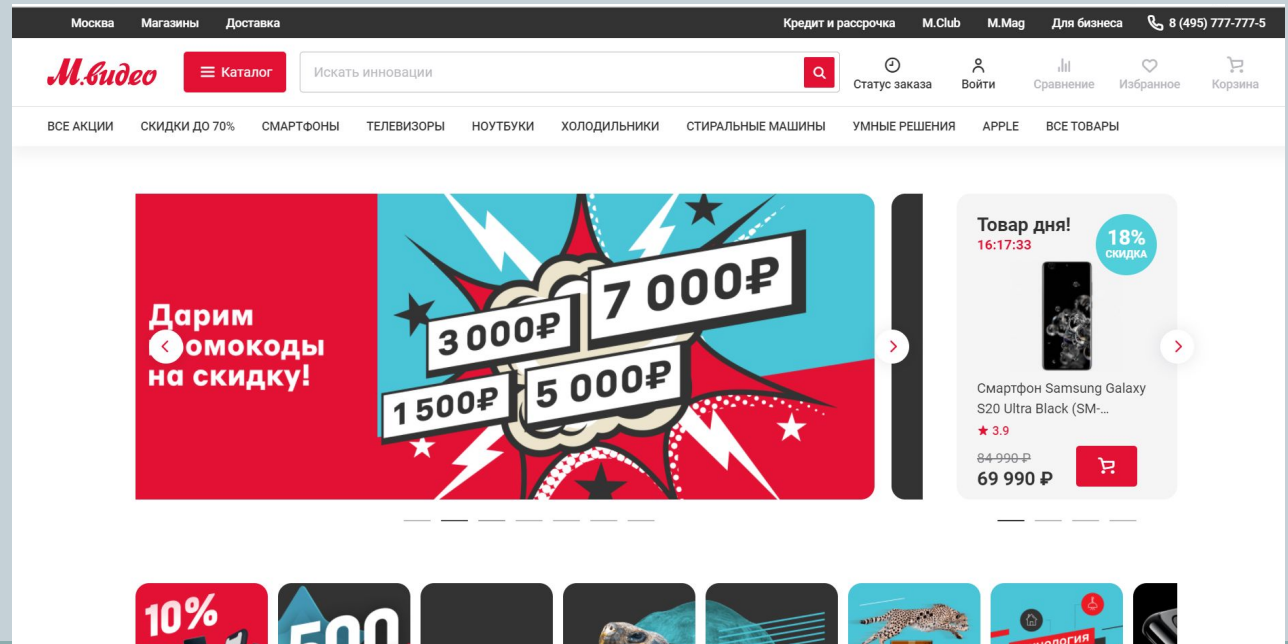 Москва Магазины Доставка Кредит и рассрочка M.Club M.Mag Для бизнеса 8 (495) 777-777-5
М.видео Каталог Искать инновации Статус заказа Войти Сравнение Избранное Корзина
ВСЕ АКЦИИ СКИДКИ ДО 70% СМАРТФОНЫ ТЕЛЕВИЗОРЫ НОУТБУКИ ХОЛОДИЛЬНИКИ СТИРАЛЬНЫЕ МАШИНЫ УМНЫЕ РЕШЕНИЯ APPLE ВСЕ ТОВАРЫ
Дарим
промокоды
на скидку!
7 000₽
3 000₽
5 000₽
1 500₽
Товар дня!
16:17:33
18%
СКИДКА
Смартфон Samsung Galaxy
S20 Ultra Black (SM-...
3.9
84 990 ₽
69 990 ₽
10%
500